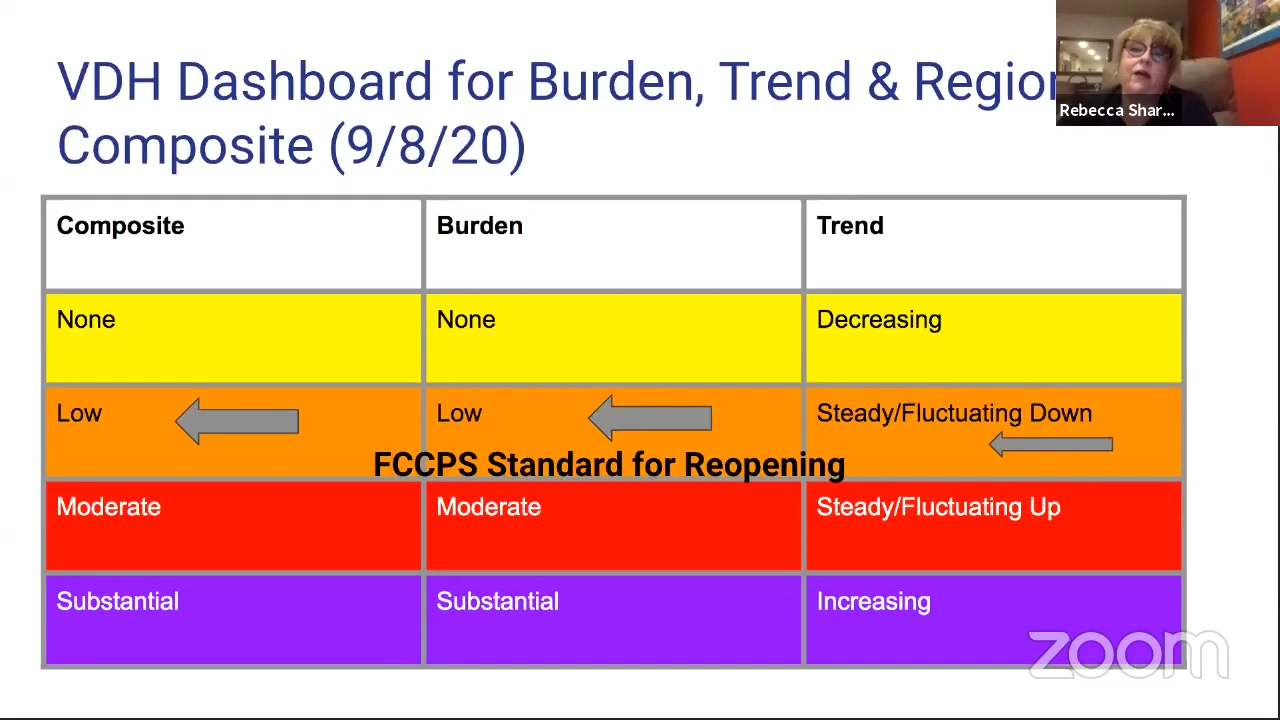 VDH Dashboard for Burden, Trend & Region
Composite (9/8/20)
Rebecca Shar...
Composite Burden Trend
None None Decreasing
Low Low Steady/Fluctuating Down
FCCPS Standard for Reopening
Moderate Moderate Steady/Fluctuating Up
Substantial Substantial Increasing
zoom